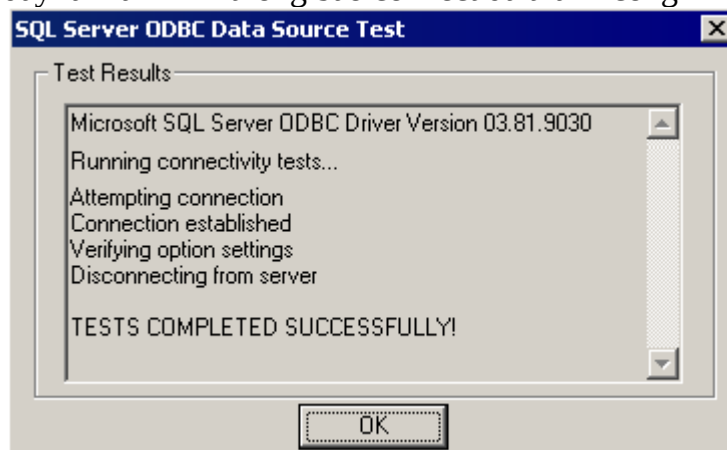 SQL Server ODBC Data Source Test
Test Results
Microsoft SQL Server ODBC Driver Version 03.81.9030
Running connectivity tests...
Attempting connection
Connection established
Verifying option settings
Disconnecting from server
TESTS COMPLETED SUCCESSFULLY!
OK